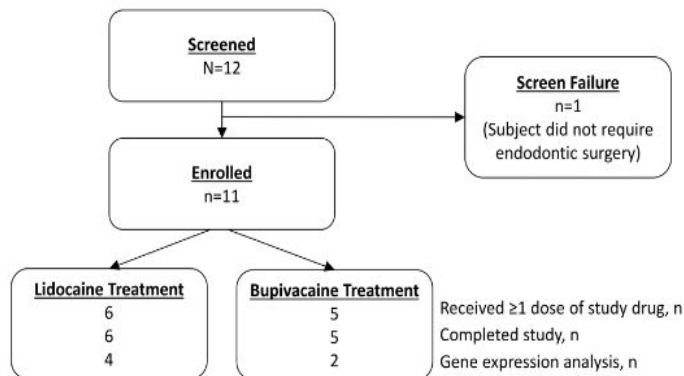 Screened
N=12
Screen Failure
n=1
(Subject did not require
endodontic surgery)
Enrolled
n=11
Lidocaine Treatment
6
6
4
Bupivacaine Treatment
5
5
2
Received ≥1 dose of study drug, n
Completed study, n
Gene expression analysis, n